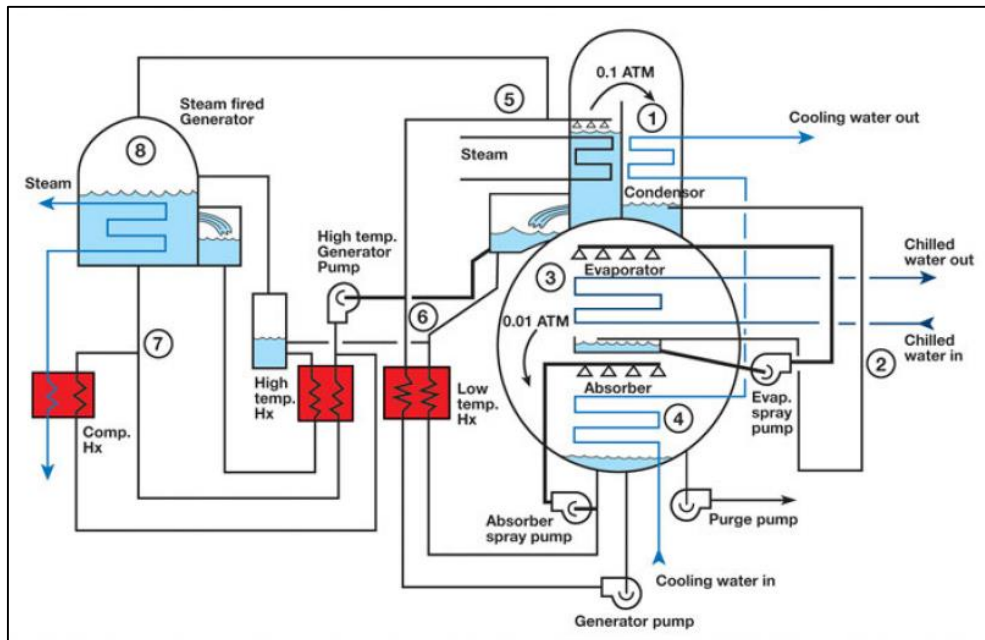 0.1 ATM
5
1
Cooling water out
Steam fired
Generator
8
Steam
Steam
Condensor
High temp.
Generator
Pump
Chilled
water out
3
Evaporator
6
0.01 ATM
7
2
Chilled
water in
Absorber
High
temp.
Hx
Low
temp.
Hx
Evap.
spray
pump
4
Comp.
Hx
Absorber
spray pump
Purge pump
Cooling water in
Generator pump